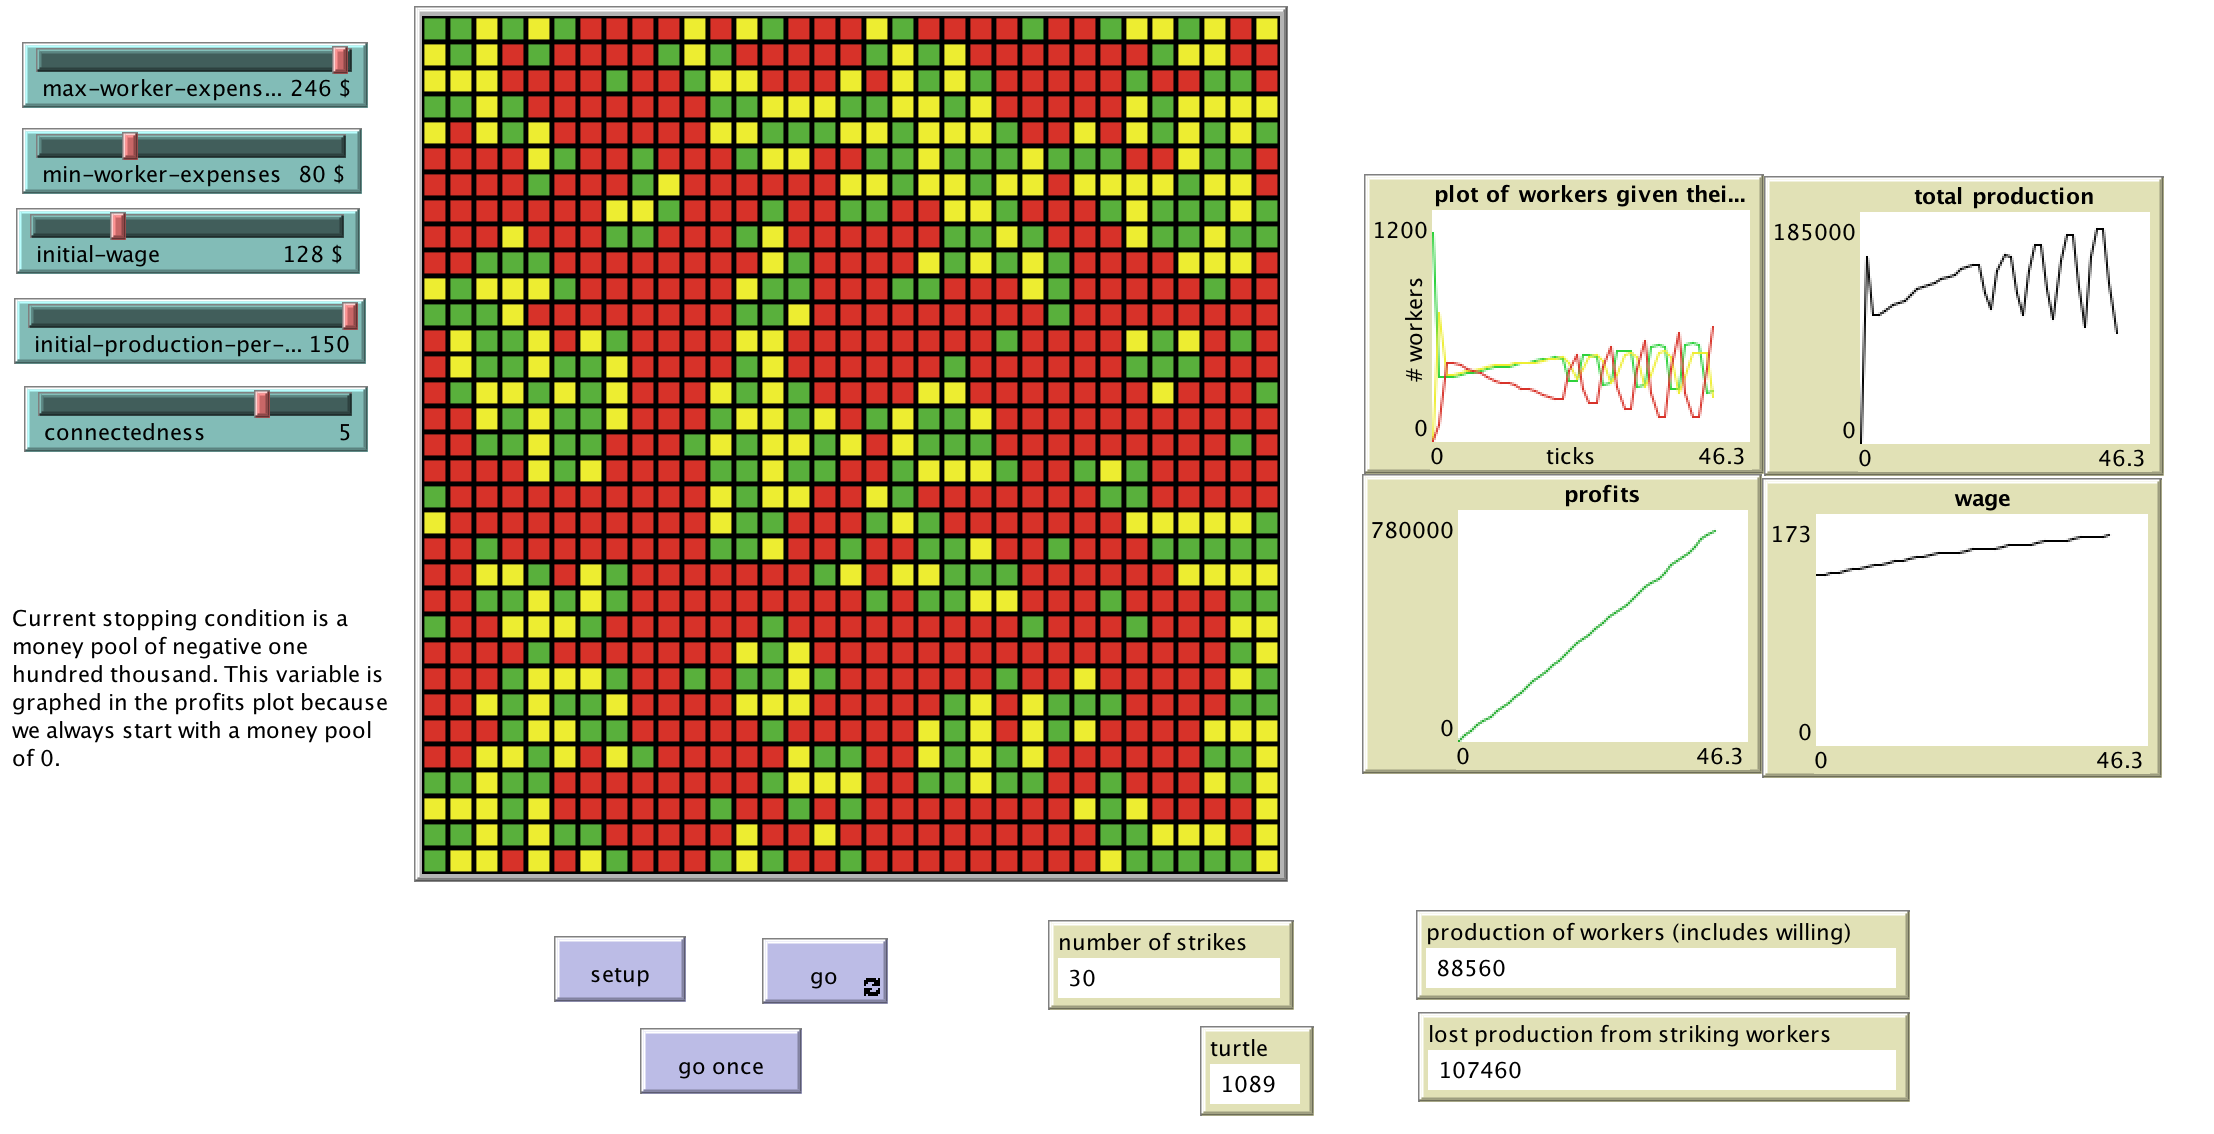 max-worker-expens... 246 $
min-worker-expenses 80 $
initial-wage 128 $
initial-production-per-... 150
connectedness 5
Current stopping condition is a
money pool of negative one
hundred thousand. This variable is
graphed in the profits plot because
we always start with a money pool
of 0.
setup
go
go once
number of strikes
30
turtle
1089
plot of workers given thei...
1200
# workers
0
0 ticks 46.3
total production
185000
0
0 46.3
profits
780000
0
0 46.3
wage
173
0
0 46.3
production of workers (includes willing)
88560
lost production from striking workers
107460